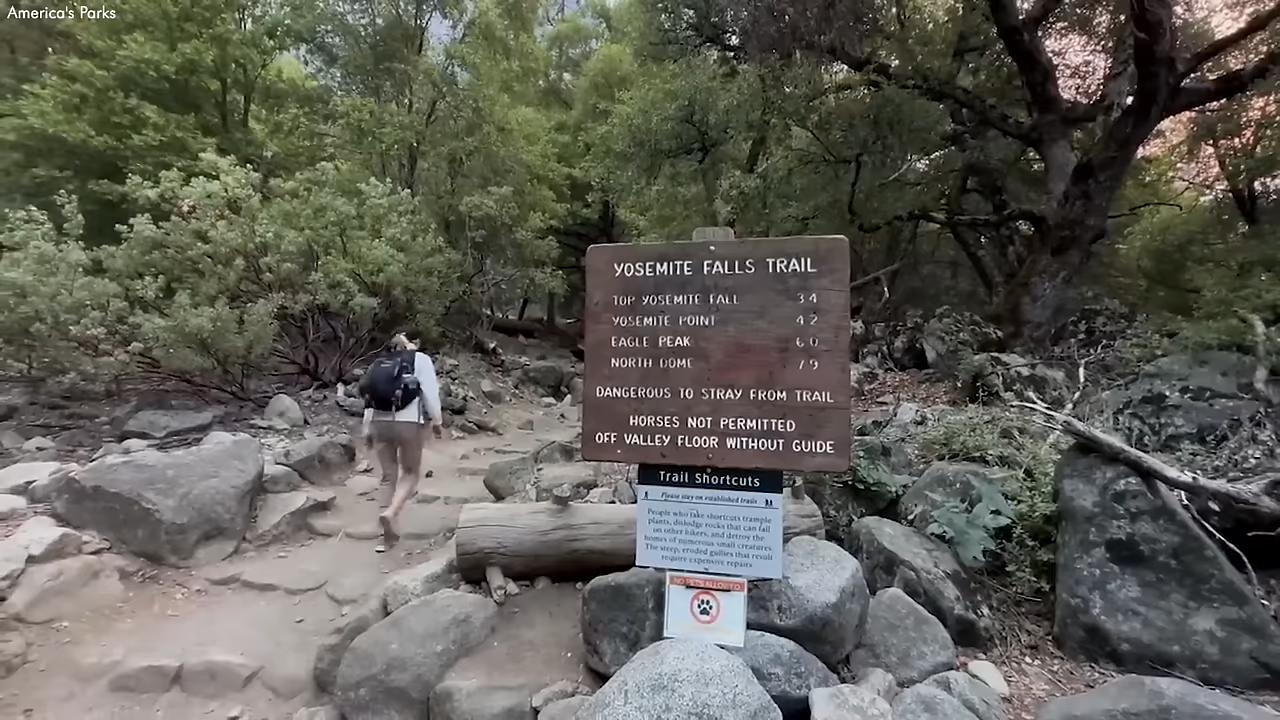 America's Parks
YOSEMITE FALLS TRAIL
TOP YOSEMITE FALL 3 4
YOSEMITE POINT 4 2
EAGLE PEAK 6 0
NORTH DOME 7 9
DANGEROUS TO STRAY FROM TRAIL
HORSES NOT PERMITTED
OFF VALLEY FLOOR WITHOUT GUIDE
Trail Shortcuts
Please stay on established trails
People who take shortcuts trample
plants, dislodge rocks that can fall
on other hikers, and detroy the
homes of numerous small creatures.
The steep, eroded gullies that result
require expensive repairs
NO PETS ALLOWED